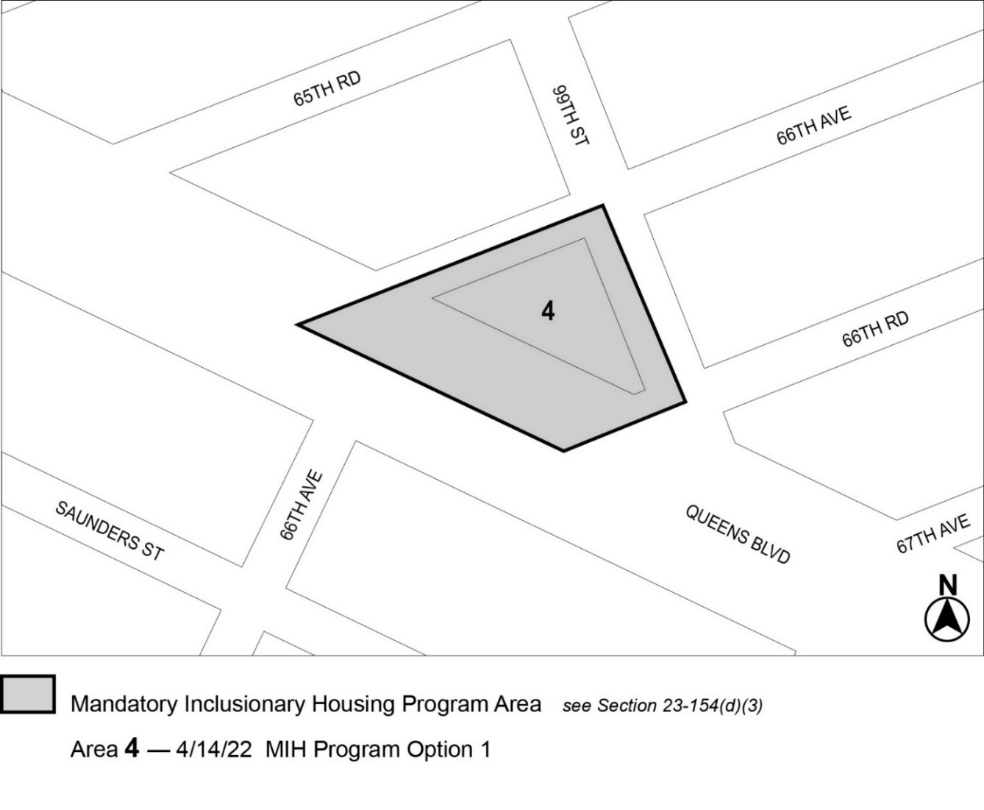 65TH RD
99TH ST
66TH AVE
4
66TH RD
66TH AVE
SAUNDERS ST
QUEENS BLVD
67TH AVE
N
Mandatory Inclusionary Housing Program Area see Section 23-154(d)(3)
Area 4 — 4/14/22 MIH Program Option 1